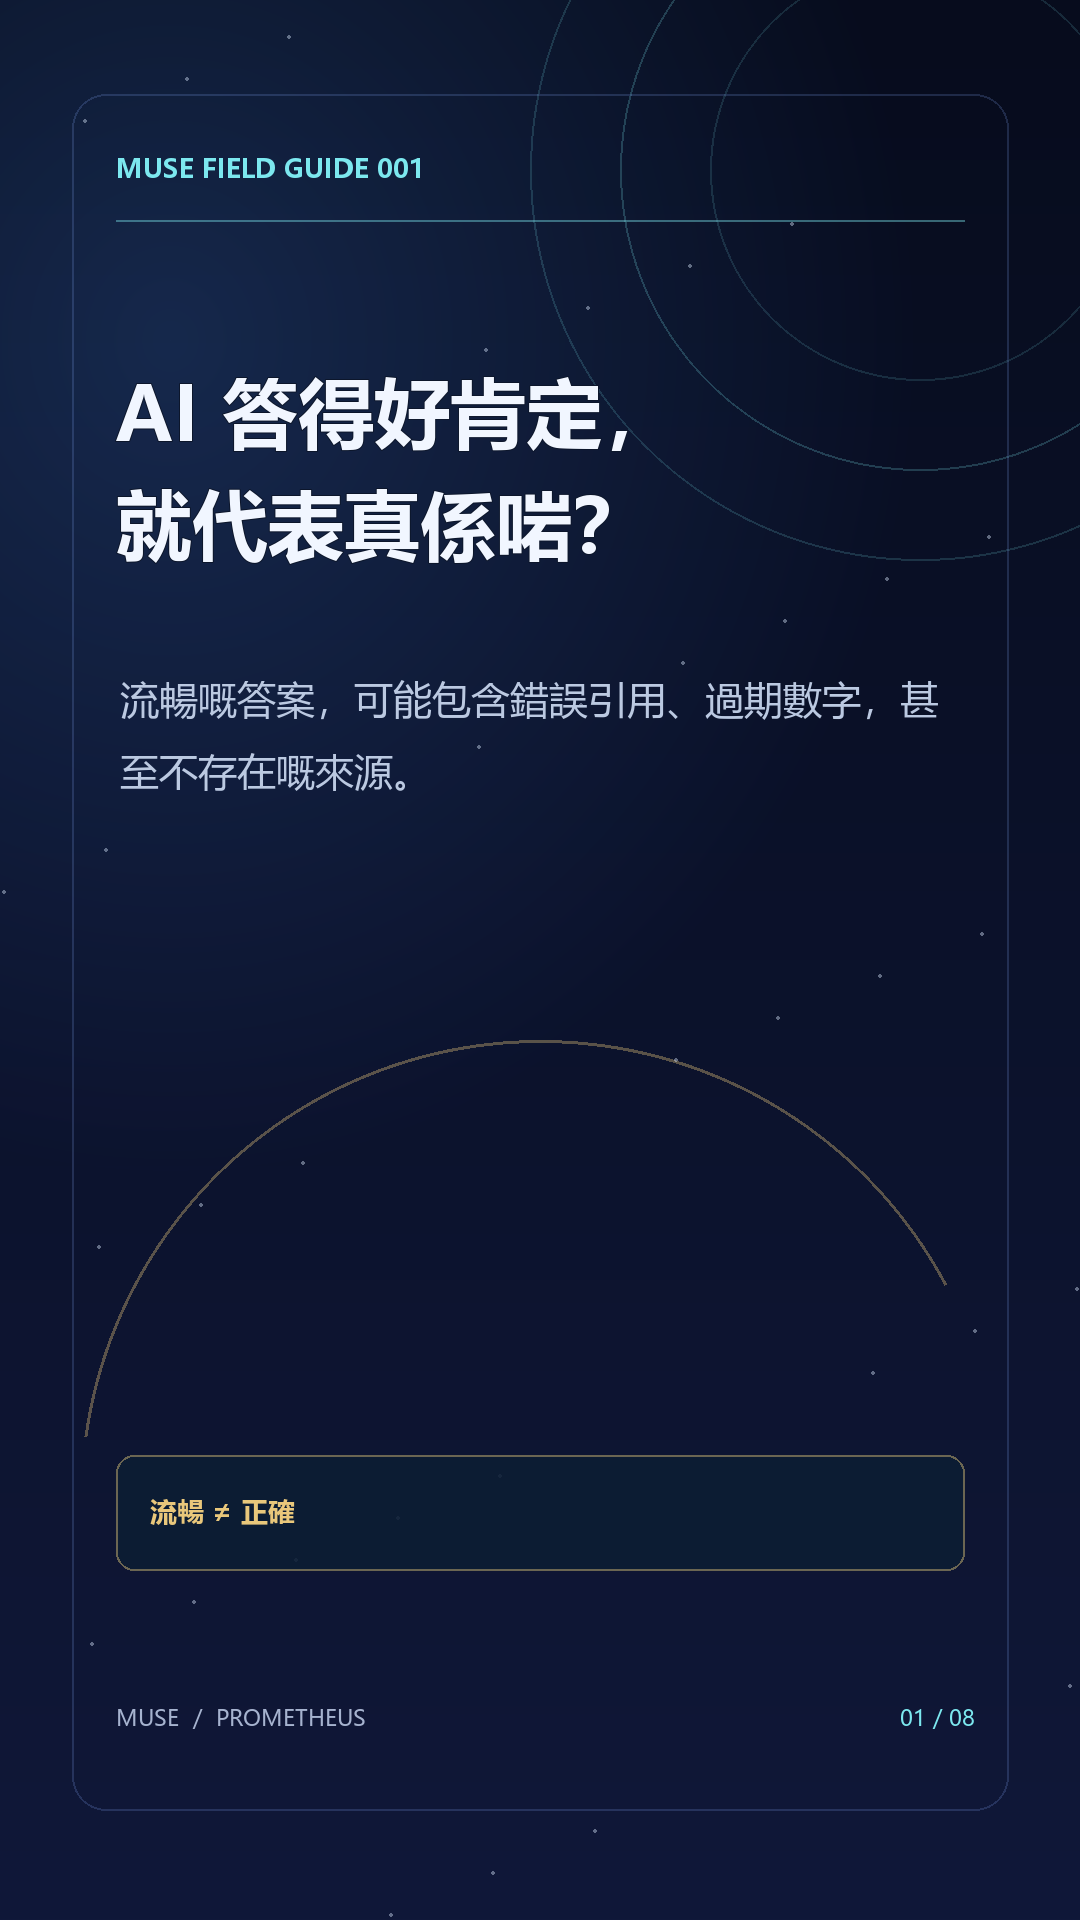 MUSE FIELD GUIDE 001
AI 答得好肯定，
就代表真係啱？
流暢嘅答案，可能包含錯誤引用、過期數字，甚
至不存在嘅來源。
流暢 ≠ 正確
MUSE / PROMETHEUS
01 / 08